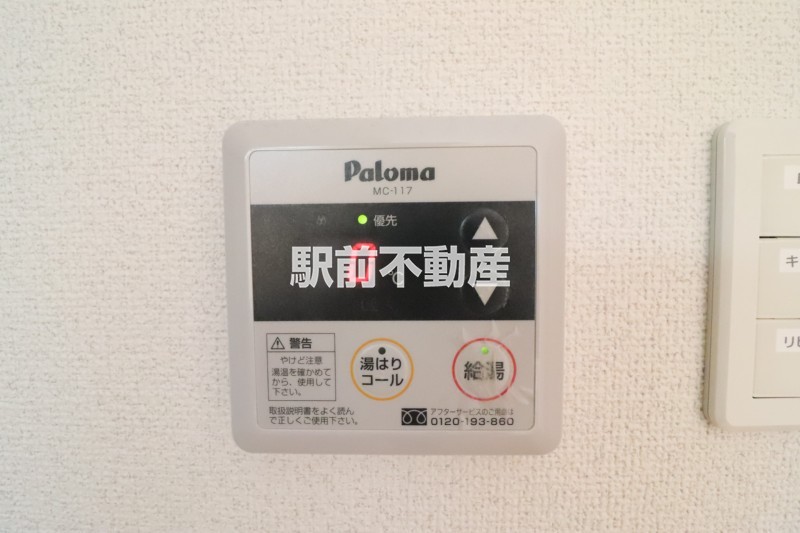 Paloma
MC-117
優先
駅前不動産
℃
警告
やけど注意
湯温を確かめて
から、使用して
下さい。
湯はり
コール
給湯
取扱説明書をよく読ん
で正しくご使用下さい。
アフターサービスのご用命は
0120-193-860
キ
リビ